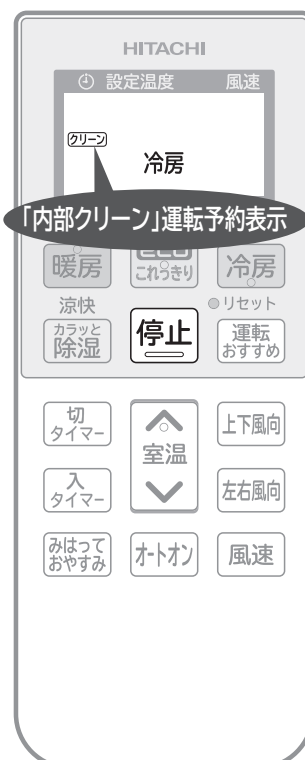 HITACHI
設定温度 風速
クリーン
冷房
「内部クリーン」運転予約表示
暖房 これっきり 冷房
涼快 リセット
カラッと 除湿 停止 運転 おすすめ
切 タイマー 室温 上下風向
入 タイマー 左右風向
みはって おやすみ オートオン 風速